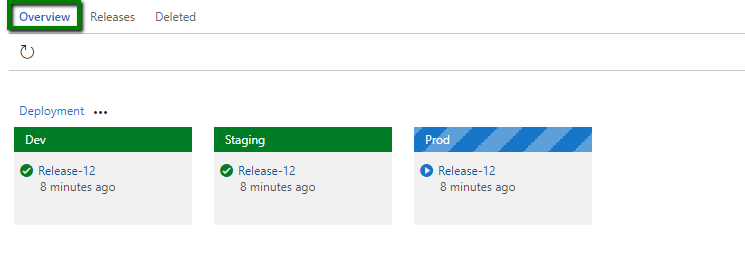 Overview Releases Deleted
Deployment ...
Dev Staging Prod
Release-12 Release-12 Release-12
8 minutes ago 8 minutes ago 8 minutes ago